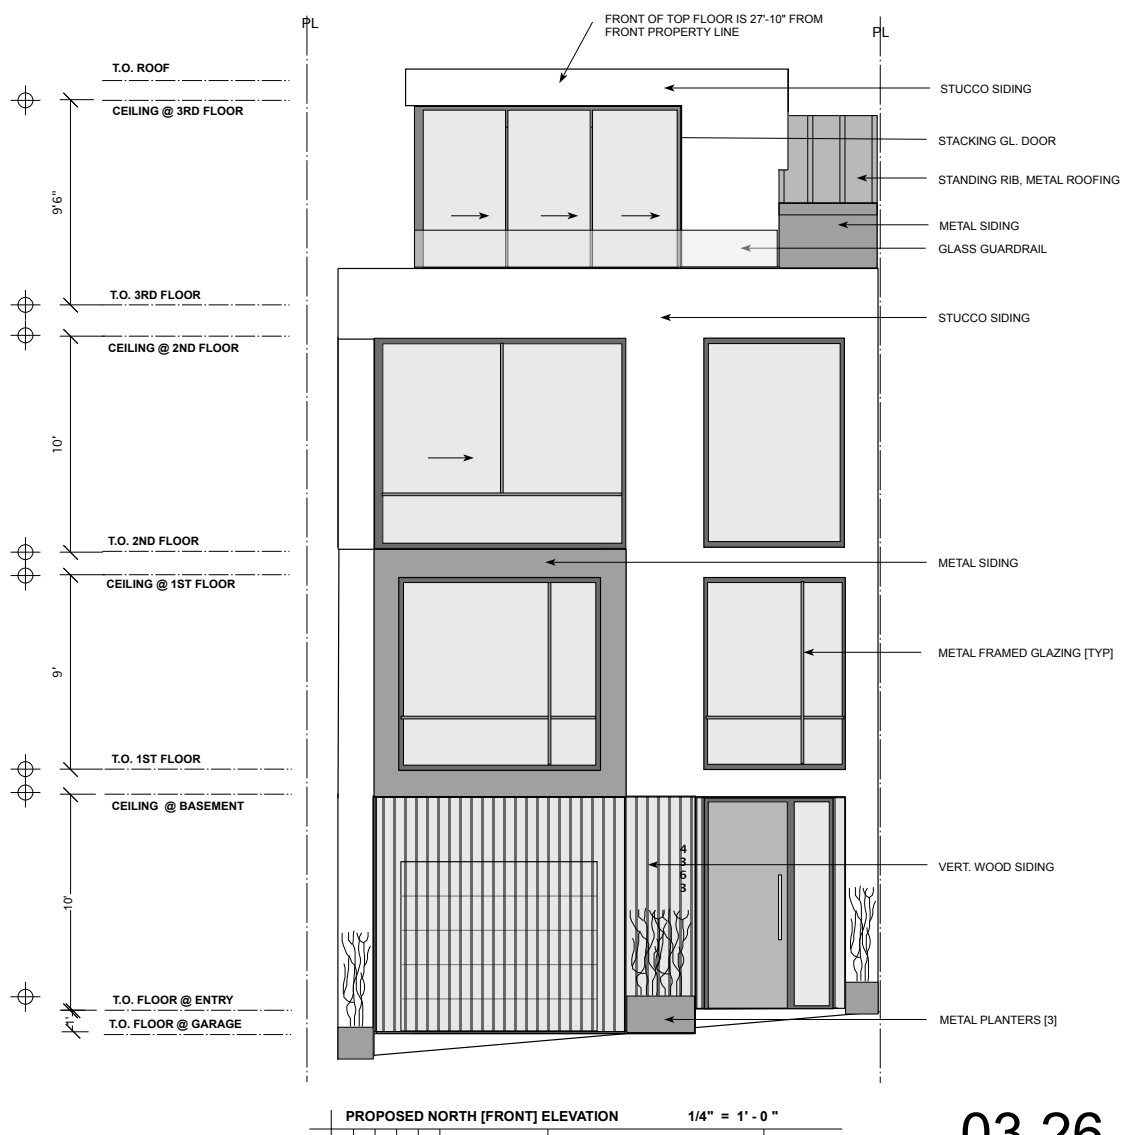 FRONT OF TOP FLOOR IS 27'-10" FROM
FRONT PROPERTY LINE
PL
PL
T.O. ROOF
CEILING @ 3RD FLOOR
9'6"
T.O. 3RD FLOOR
CEILING @ 2ND FLOOR
10'
T.O. 2ND FLOOR
CEILING @ 1ST FLOOR
9'
T.O. 1ST FLOOR
CEILING @ BASEMENT
10'
T.O. FLOOR @ ENTRY
1'
T.O. FLOOR @ GARAGE
STUCCO SIDING
STACKING GL. DOOR
STANDING RIB, METAL ROOFING
METAL SIDING
GLASS GUARDRAIL
STUCCO SIDING
METAL SIDING
METAL FRAMED GLAZING [TYP]
4
3
6
3
VERT. WOOD SIDING
METAL PLANTERS [3]
PROPOSED NORTH [FRONT] ELEVATION 1/4" = 1' - 0 "
03.26